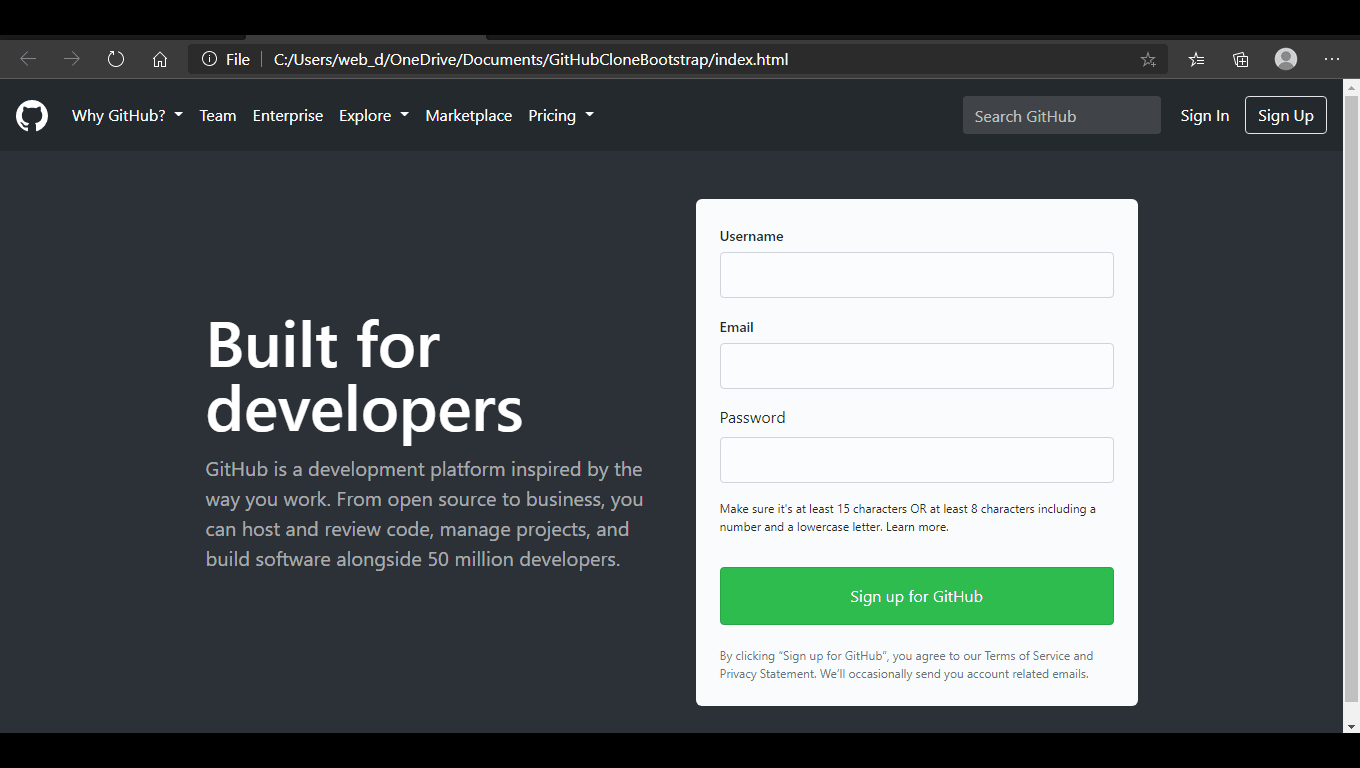 File C:/Users/web_d/OneDrive/Documents/GitHubCloneBootstrap/index.html
Why GitHub? Team Enterprise Explore Marketplace Pricing Search GitHub Sign In Sign Up
Built for
developers
GitHub is a development platform inspired by the
way you work. From open source to business, you
can host and review code, manage projects, and
build software alongside 50 million developers.
Username
Email
Password
Make sure it's at least 15 characters OR at least 8 characters including a
number and a lowercase letter. Learn more.
Sign up for GitHub
By clicking “Sign up for GitHub”, you agree to our Terms of Service and
Privacy Statement. We’ll occasionally send you account related emails.